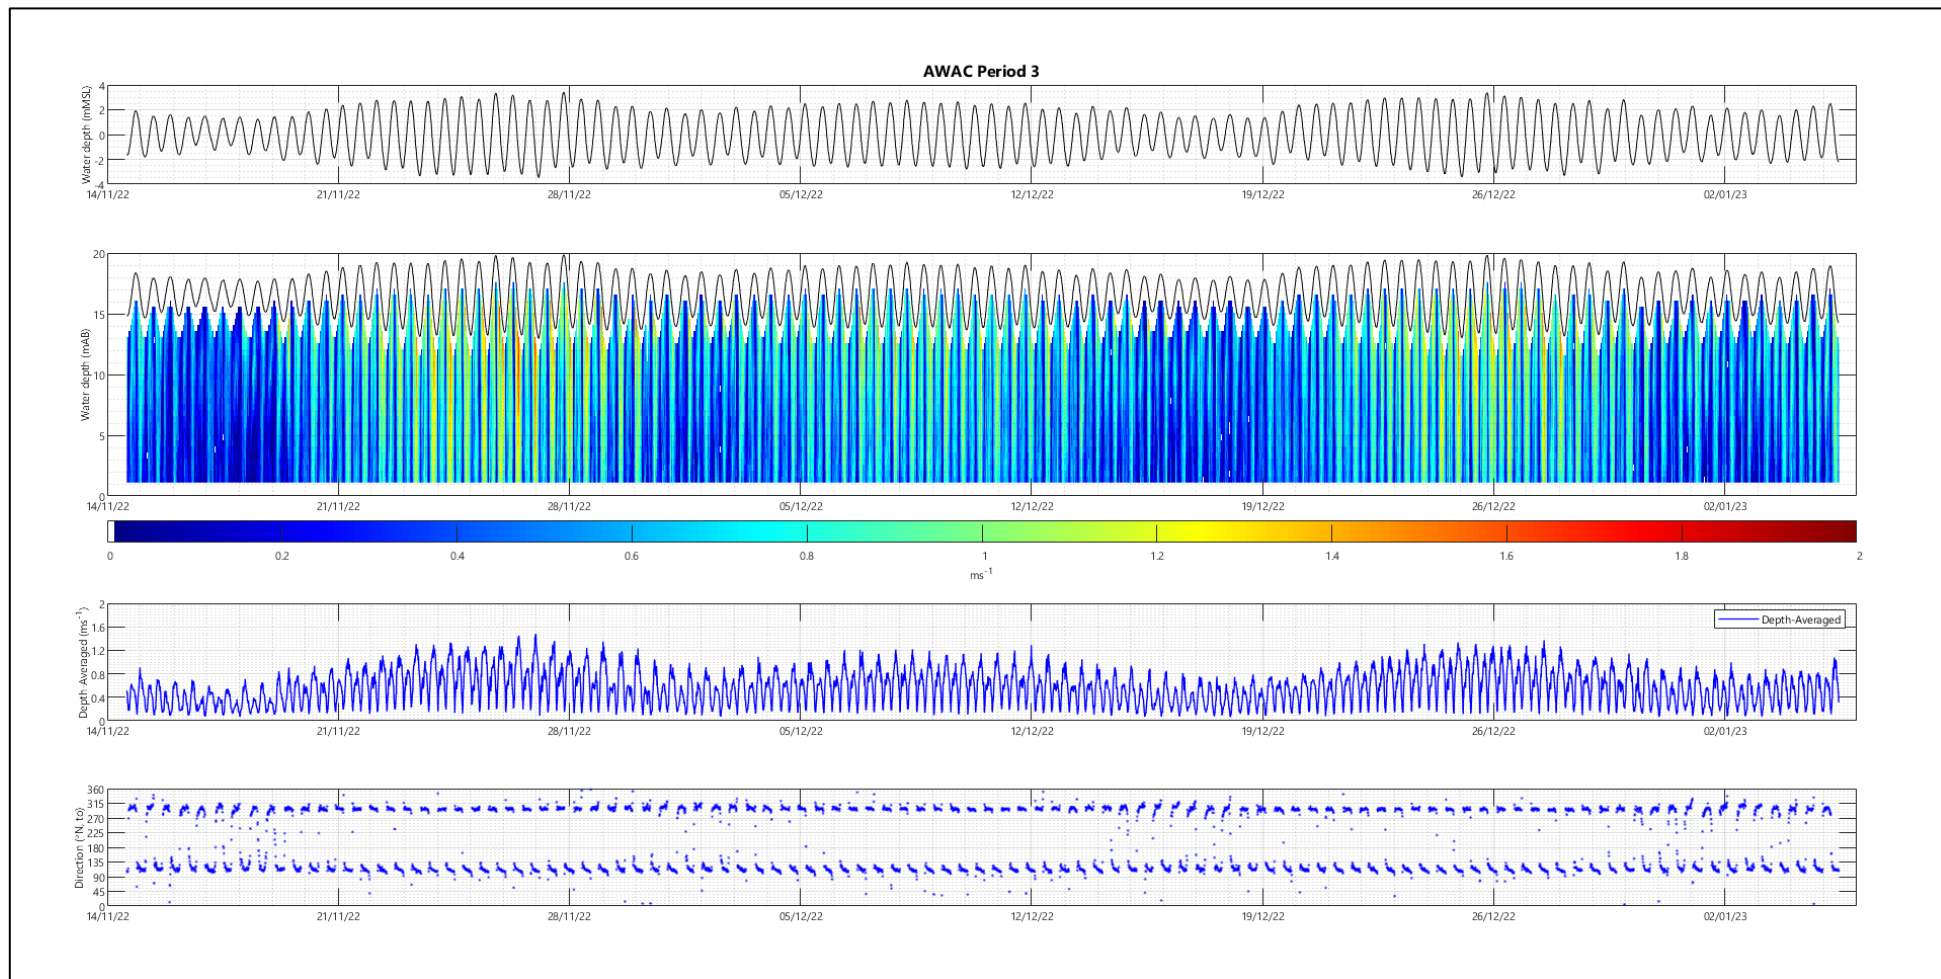 AWAC Period 3
Water depth (mMSL)
4
2
0
-2
-4
14/11/22 21/11/22 28/11/22 05/12/22 12/12/22 19/12/22 26/12/22 02/01/23
Water depth (mAB)
20
15
10
5
0
14/11/22 21/11/22 28/11/22 05/12/22 12/12/22 19/12/22 26/12/22 02/01/23
0 0.2 0.4 0.6 0.8 1 1.2 1.4 1.6 1.8 2
ms⁻¹
Depth-Averaged (ms⁻¹)
2
1.6
1.2
0.8
0.4
0
Depth-Averaged
14/11/22 21/11/22 28/11/22 05/12/22 12/12/22 19/12/22 26/12/22 02/01/23
Direction (°N, to)
360
315
270
225
180
135
90
45
0
14/11/22 21/11/22 28/11/22 05/12/22 12/12/22 19/12/22 26/12/22 02/01/23